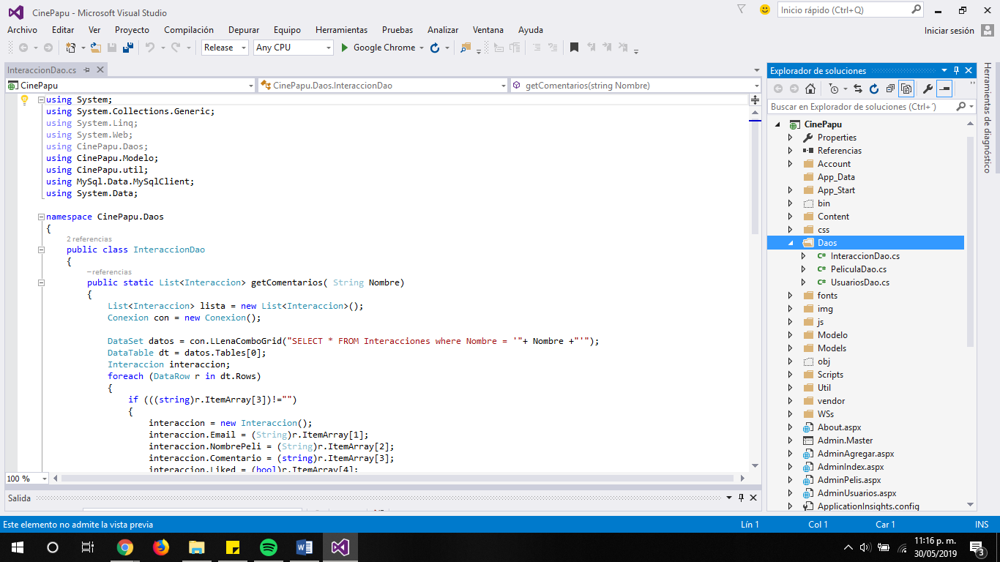 CinePapu - Microsoft Visual Studio
Inicio rápido (Ctrl+Q)
Archivo Editar Ver Proyecto Compilación Depurar Equipo Herramientas Pruebas Analizar Ventana Ayuda
Iniciar sesión
Release Any CPU Google Chrome
InteraccionDao.cs
CinePapu CinePapu.Daos.InteraccionDao getComentarios(string Nombre)
using System;
using System.Collections.Generic;
using System.Linq;
using System.Web;
using CinePapu.Daos;
using CinePapu.Modelo;
using CinePapu.util;
using MySql.Data.MySqlClient;
using System.Data;
namespace CinePapu.Daos
{
2 referencias
public class InteraccionDao
{
–referencias
public static List<Interaccion> getComentarios( String Nombre)
{
List<Interaccion> lista = new List<Interaccion>();
Conexion con = new Conexion();
DataSet datos = con.LLenaComboGrid("SELECT * FROM Interacciones where Nombre = '"+ Nombre +"'");
DataTable dt = datos.Tables[0];
Interaccion interaccion;
foreach (DataRow r in dt.Rows)
{
if (((string)r.ItemArray[3])!="")
{
interaccion = new Interaccion();
interaccion.Email = (String)r.ItemArray[1];
interaccion.NombrePeli = (String)r.ItemArray[2];
interaccion.Comentario = (string)r.ItemArray[3];
interaccion.Liked = (bool)r.ItemArray[4];
100 %
Salida
Explorador de soluciones
Buscar en Explorador de soluciones (Ctrl+´)
CinePapu
Properties
Referencias
Account
App_Data
App_Start
bin
Content
css
Daos
C# InteraccionDao.cs
C# PeliculaDao.cs
C# UsuariosDao.cs
fonts
img
js
Modelo
Models
obj
Scripts
Util
vendor
WSs
About.aspx
Admin.Master
AdminAgregar.aspx
AdminIndex.aspx
AdminPelis.aspx
AdminUsuarios.aspx
ApplicationInsights.config
Herramientas de diagnóstico
Este elemento no admite la vista previa
Lín 1 Col 1 Car 1 INS
11:16 p. m.
30/05/2019
3